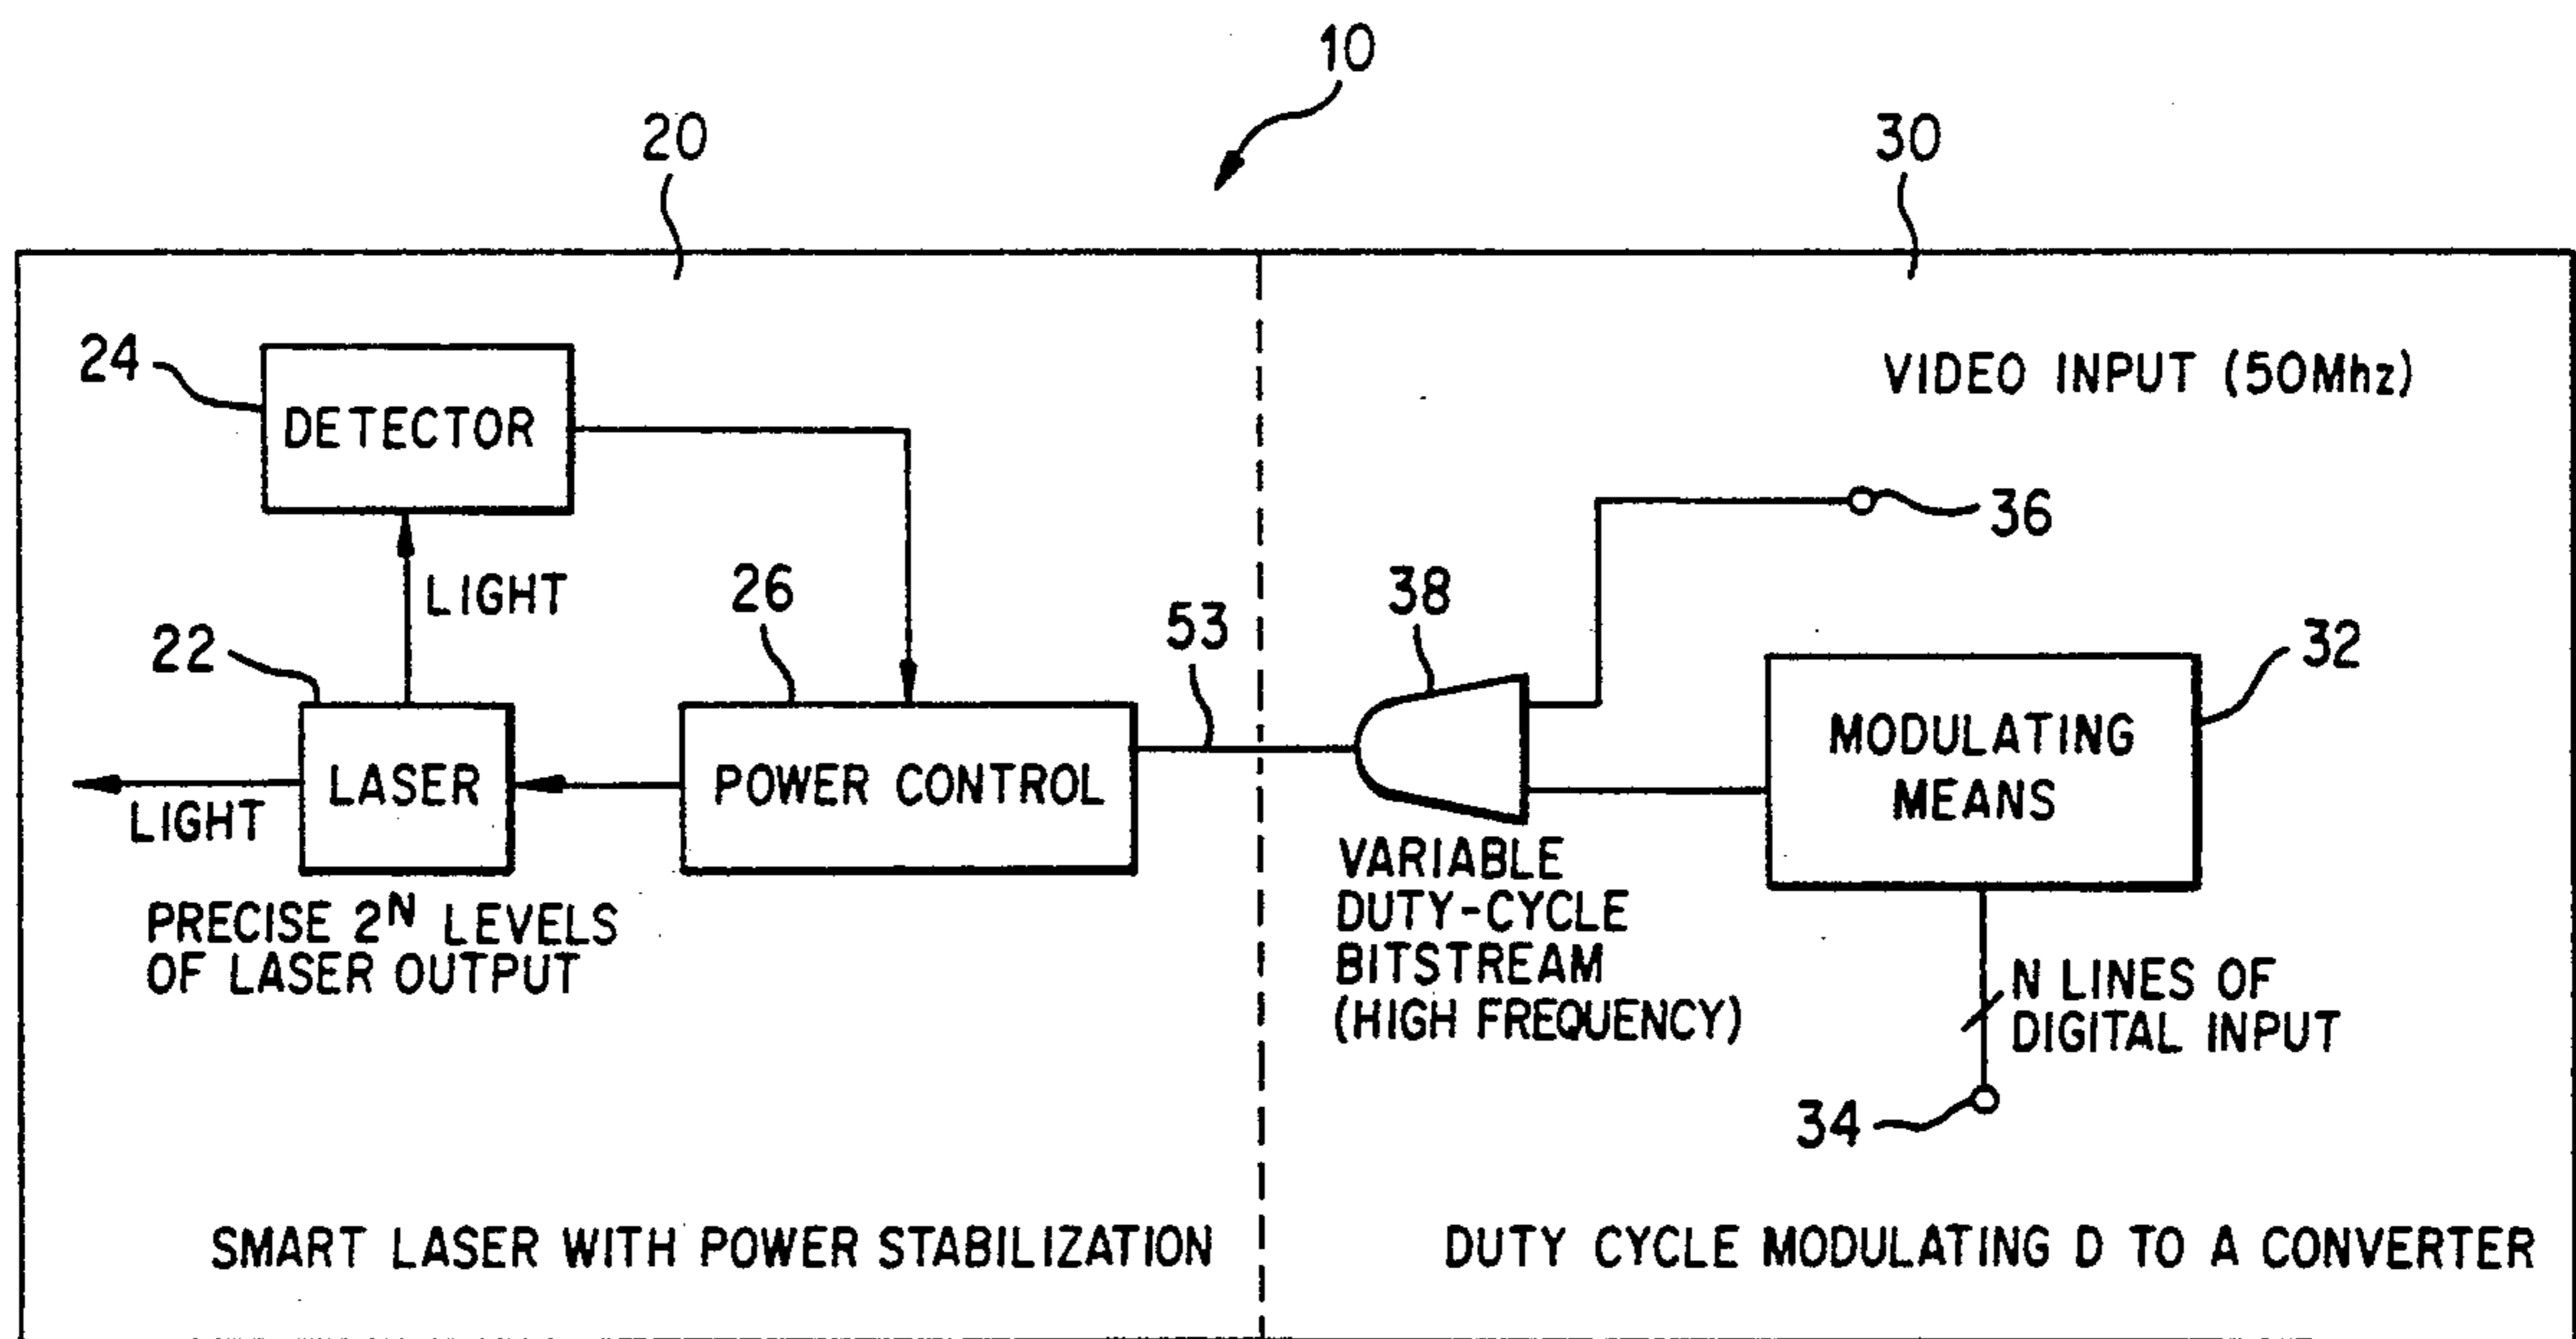 10
20
30
24
DETECTOR
VIDEO INPUT (50Mhz)
36
LIGHT
26
38
53
22
32
LASER
POWER CONTROL
MODULATING
MEANS
LIGHT
PRECISE 2ᴺ LEVELS
OF LASER OUTPUT
VARIABLE
DUTY-CYCLE
BITSTREAM
(HIGH FREQUENCY)
N LINES OF
DIGITAL INPUT
34
SMART LASER WITH POWER STABILIZATION
DUTY CYCLE MODULATING D TO A CONVERTER